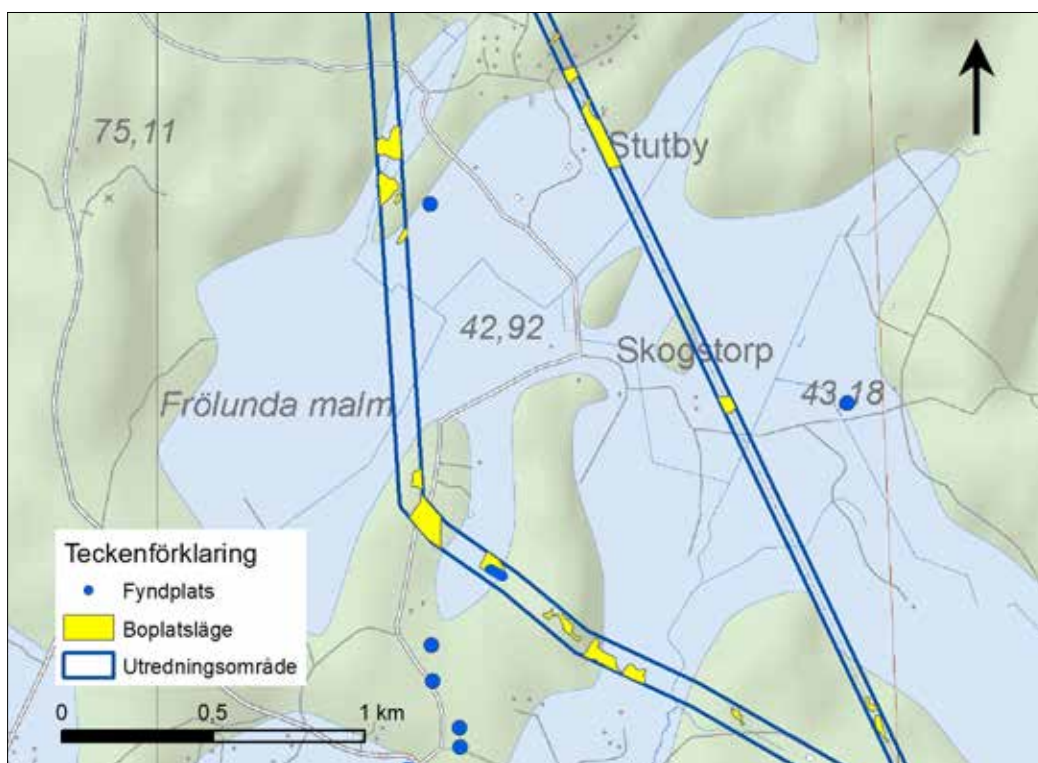 75,11
Stutby
42,92
Skogstorp
Frölunda malm
43,18
Teckenförklaring
Fyndplats
Boplatsläge
Utredningsområde
0 0,5 1 km